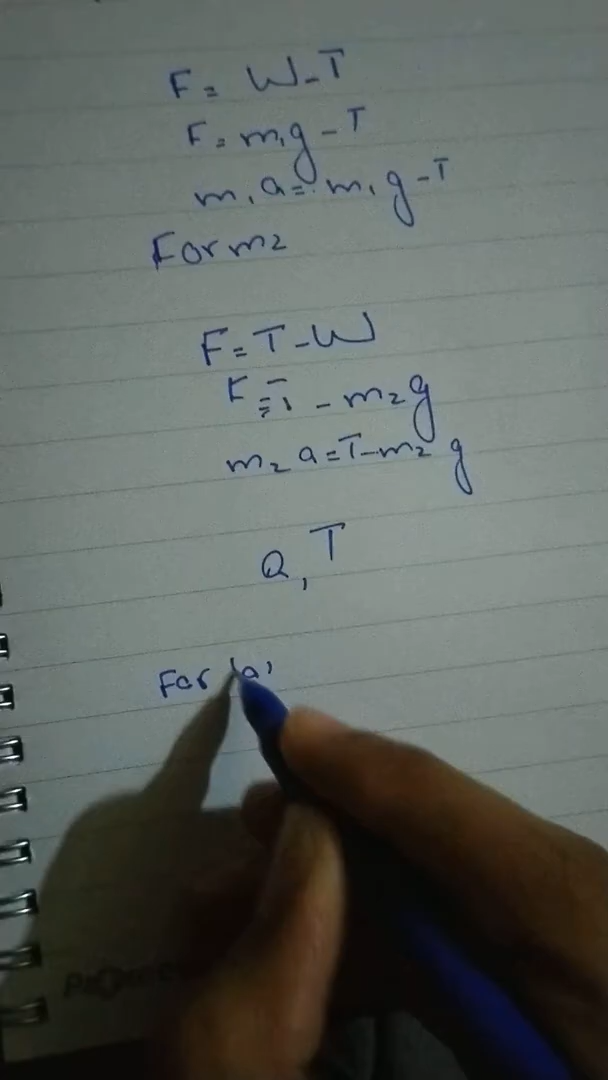 F = W - T
F = m₁g - T
m₁a = m₁g - T
For m₂
F = T - W
F = T - m₂g
m₂a = T - m₂g
a, T
For 'a'